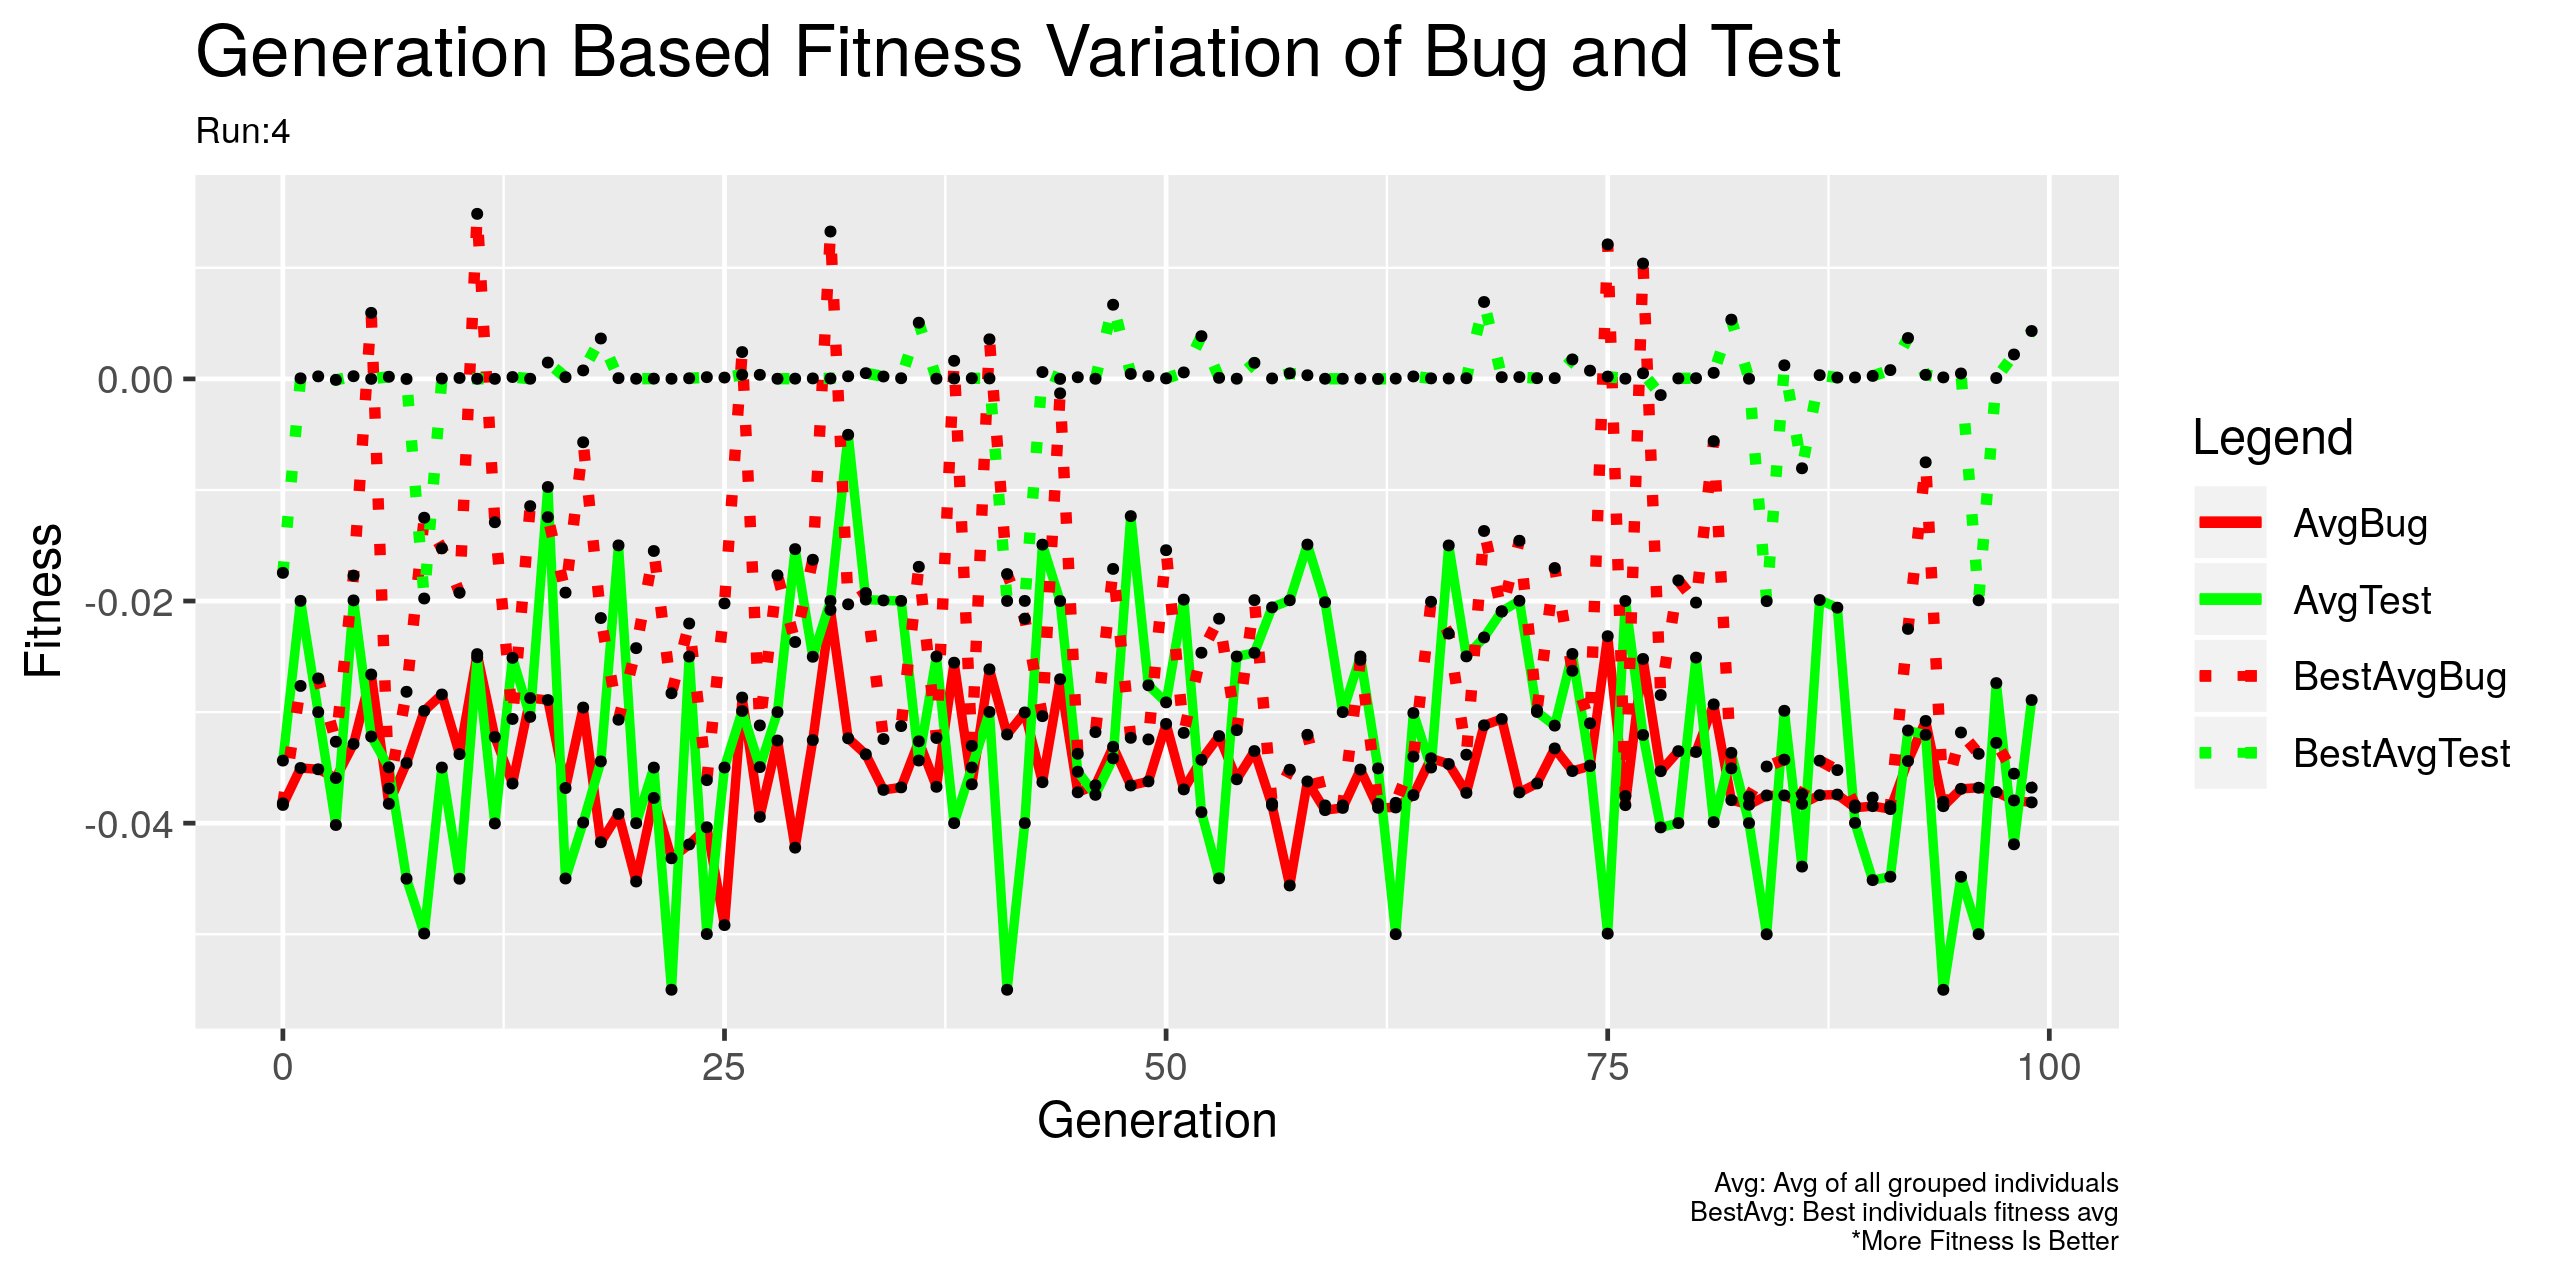 Generation Based Fitness Variation of Bug and Test
Run:4
Fitness
0.00
-0.02
-0.04
0
25
50
75
100
Generation
Legend
AvgBug
AvgTest
BestAvgBug
BestAvgTest
Avg: Avg of all grouped individuals
BestAvg: Best individuals fitness avg
*More Fitness Is Better